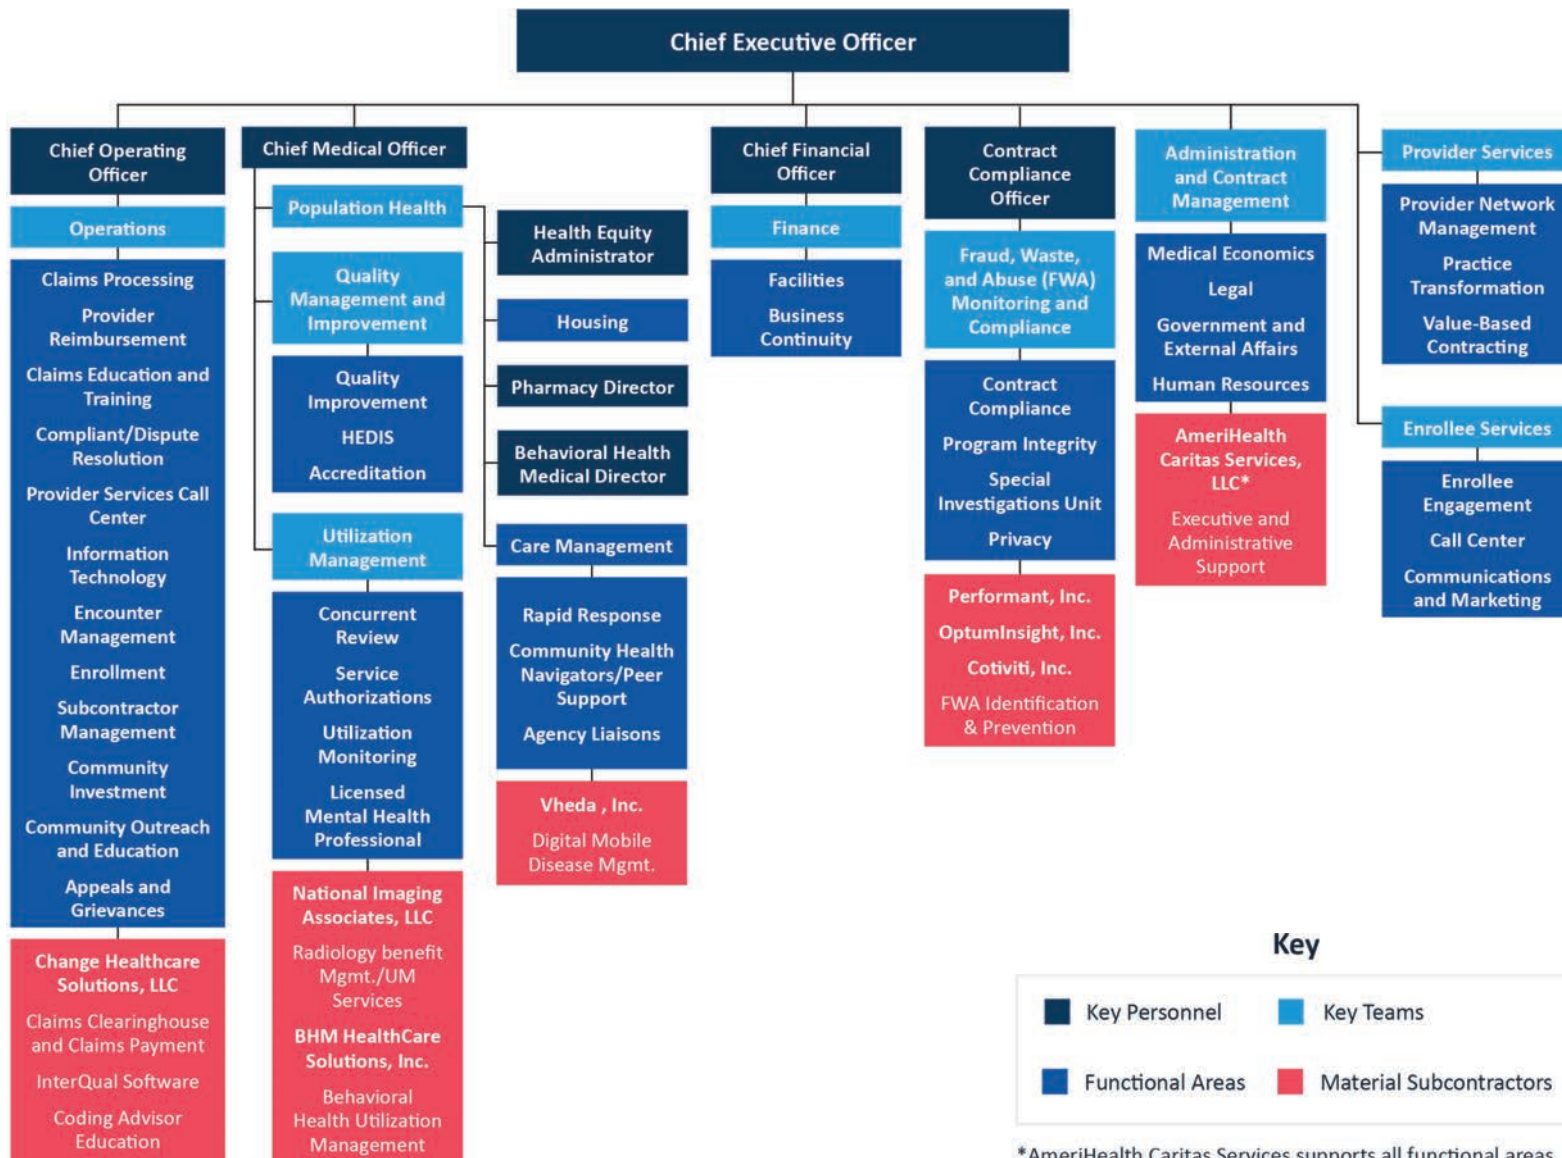 Chief Executive Officer
Chief Operating
Officer
Operations
Claims Processing
Provider
Reimbursement
Claims Education and
Training
Compliant/Dispute
Resolution
Provider Services Call
Center
Information
Technology
Encounter
Management
Enrollment
Subcontractor
Management
Community
Investment
Community Outreach
and Education
Appeals and
Grievances
Change Healthcare
Solutions, LLC
Claims Clearinghouse
and Claims Payment
InterQual Software
Coding Advisor
Education
Chief Medical Officer
Population Health
Quality
Management and
Improvement
Quality
Improvement
HEDIS
Accreditation
Utilization
Management
Concurrent
Review
Service
Authorizations
Utilization
Monitoring
Licensed
Mental Health
Professional
National Imaging
Associates, LLC
Radiology benefit
Mgmt./UM
Services
BHM HealthCare
Solutions, Inc.
Behavioral
Health Utilization
Management
Health Equity
Administrator
Housing
Pharmacy Director
Behavioral Health
Medical Director
Care Management
Rapid Response
Community Health
Navigators/Peer
Support
Agency Liaisons
Vheda , Inc.
Digital Mobile
Disease Mgmt.
Chief Financial
Officer
Finance
Facilities
Business
Continuity
Contract
Compliance
Officer
Fraud, Waste,
and Abuse (FWA)
Monitoring and
Compliance
Contract
Compliance
Program Integrity
Special
Investigations Unit
Privacy
Performant, Inc.
OptumInsight, Inc.
Cotiviti, Inc.
FWA Identification
& Prevention
Administration
and Contract
Management
Medical Economics
Legal
Government and
External Affairs
Human Resources
AmeriHealth
Caritas Services,
LLC*
Executive and
Administrative
Support
Provider Services
Provider Network
Management
Practice
Transformation
Value-Based
Contracting
Enrollee Services
Enrollee
Engagement
Call Center
Communications
and Marketing
Key
Key Personnel
Key Teams
Functional Areas
Material Subcontractors
*AmeriHealth Caritas Services supports all functional areas